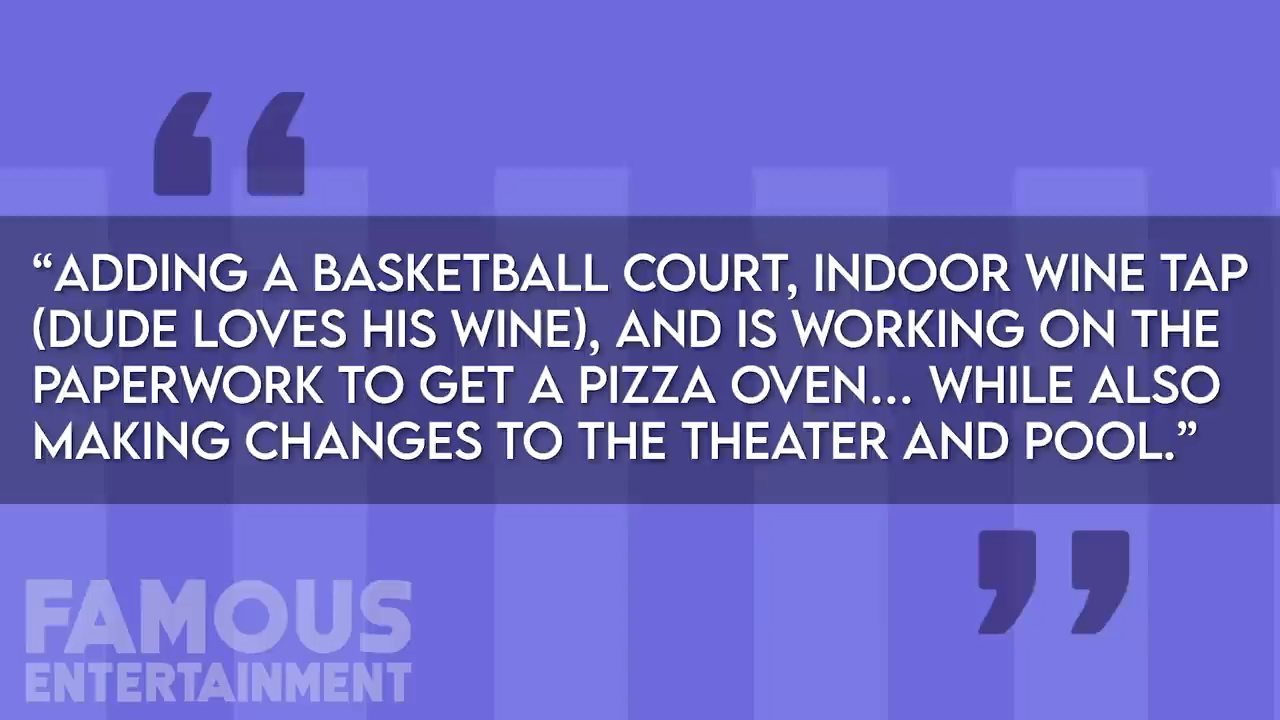 “ADDING A BASKETBALL COURT, INDOOR WINE TAP
(DUDE LOVES HIS WINE), AND IS WORKING ON THE
PAPERWORK TO GET A PIZZA OVEN... WHILE ALSO
MAKING CHANGES TO THE THEATER AND POOL.”
FAMOUS
ENTERTAINMENT